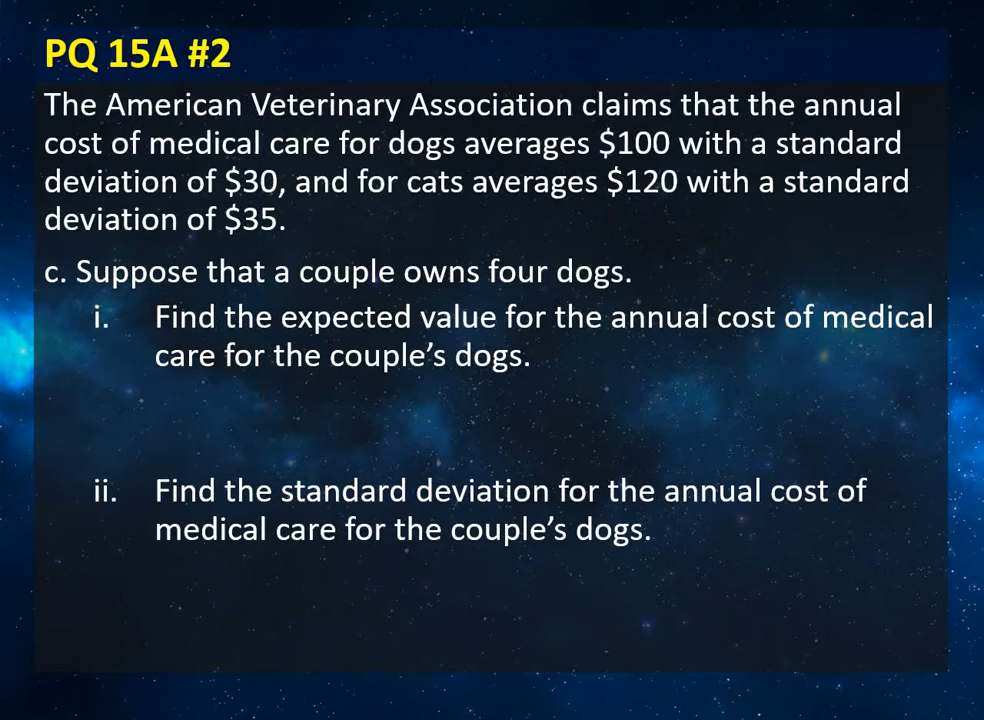 PQ 15A #2
The American Veterinary Association claims that the annual
cost of medical care for dogs averages $100 with a standard
deviation of $30, and for cats averages $120 with a standard
deviation of $35.
c. Suppose that a couple owns four dogs.
i. Find the expected value for the annual cost of medical
care for the couple’s dogs.
ii. Find the standard deviation for the annual cost of
medical care for the couple’s dogs.